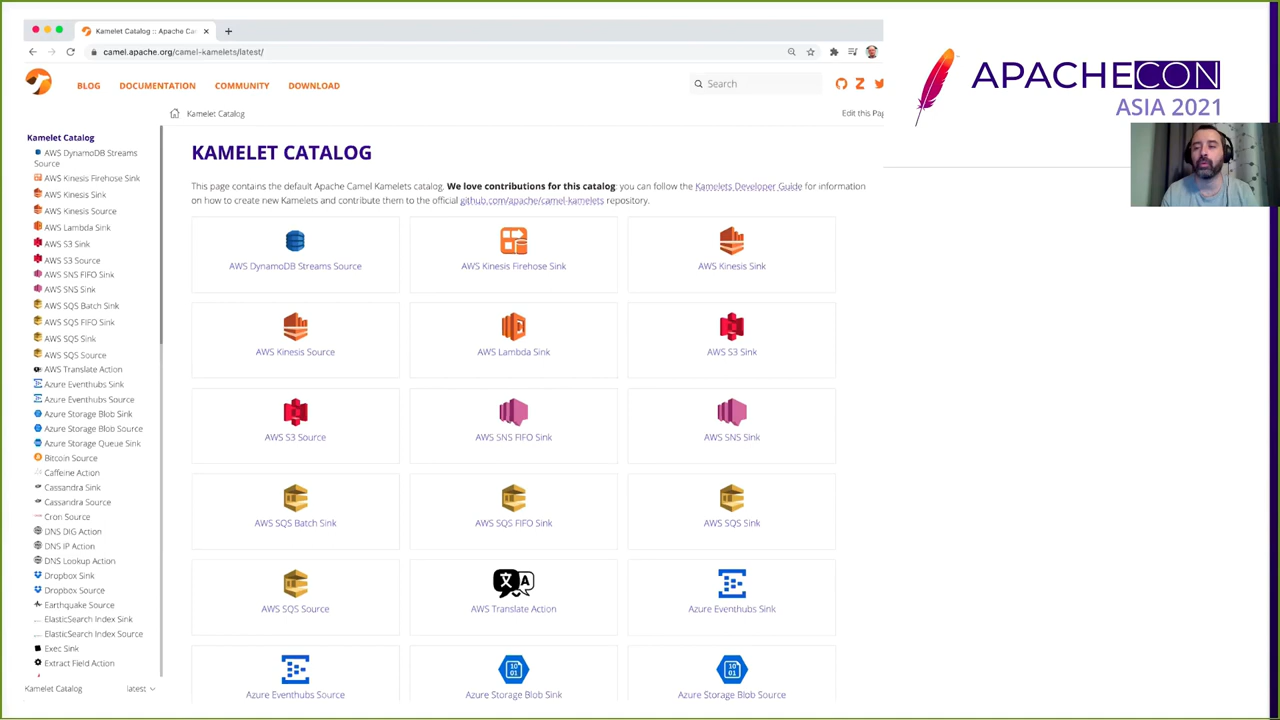 Kamelet Catalog :: Apache Ca
camel.apache.org/camel-kamelets/latest/
BLOG
DOCUMENTATION
COMMUNITY
DOWNLOAD
Search
Kamelet Catalog
Edit this Pag
APACHECON
ASIA 2021
Kamelet Catalog
AWS DynamoDB Streams
Source
AWS Kinesis Firehose Sink
AWS Kinesis Sink
AWS Kinesis Source
AWS Lambda Sink
AWS S3 Sink
AWS S3 Source
AWS SNS FIFO Sink
AWS SNS Sink
AWS SQS Batch Sink
AWS SQS FIFO Sink
AWS SQS Sink
AWS SQS Source
AWS Translate Action
Azure Eventhubs Sink
Azure Eventhubs Source
Azure Storage Blob Sink
Azure Storage Blob Source
Azure Storage Queue Sink
Bitcoin Source
Caffeine Action
Cassandra Sink
Cassandra Source
Cron Source
DNS DIG Action
DNS IP Action
DNS Lookup Action
Dropbox Sink
Dropbox Source
Earthquake Source
ElasticSearch Index Sink
ElasticSearch Index Source
Exec Sink
Extract Field Action
Kamelet Catalog
latest
KAMELET CATALOG
This page contains the default Apache Camel Kamelets catalog. We love contributions for this catalog: you can follow the Kamelets Developer Guide for information
on how to create new Kamelets and contribute them to the official github.com/apache/camel-kamelets repository.
AWS DynamoDB Streams Source
AWS Kinesis Firehose Sink
AWS Kinesis Sink
AWS Kinesis Source
AWS Lambda Sink
AWS S3 Sink
AWS S3 Source
AWS SNS FIFO Sink
AWS SNS Sink
AWS SQS Batch Sink
AWS SQS FIFO Sink
AWS SQS Sink
AWS SQS Source
AWS Translate Action
Azure Eventhubs Sink
Azure Eventhubs Source
Azure Storage Blob Sink
Azure Storage Blob Source